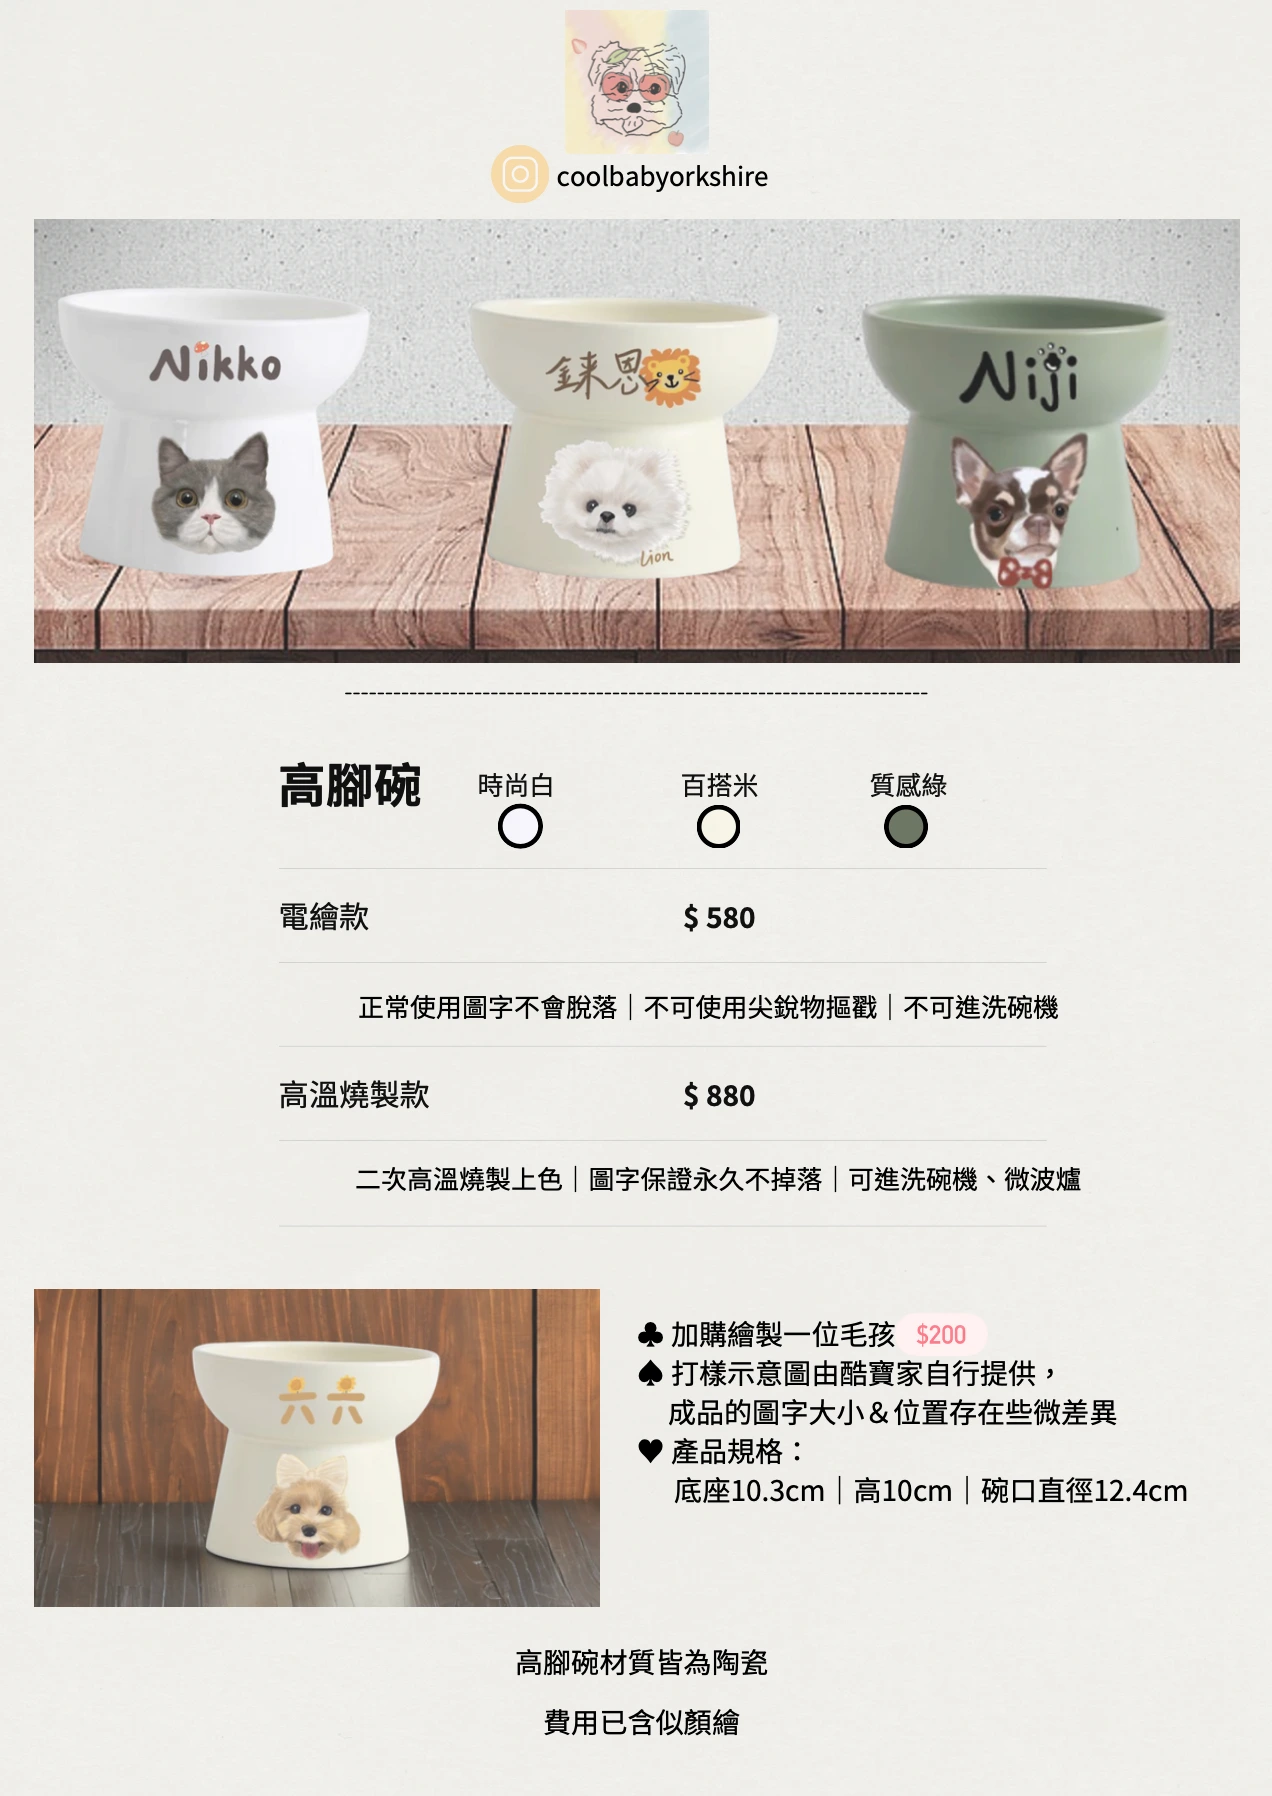 coolbabyorkshire
Nikko
錸恩
Niji
lion
高腳碗
時尚白
百搭米
質感綠
電繪款
$ 580
正常使用圖字不會脫落｜不可使用尖銳物摳戳｜不可進洗碗機
高溫燒製款
$ 880
二次高溫燒製上色｜圖字保證永久不掉落｜可進洗碗機、微波爐
六六
♣ 加購繪製一位毛孩 $200
♠ 打樣示意圖由酷寶家自行提供，
成品的圖字大小＆位置存在些微差異
♥ 產品規格：
底座10.3cm｜高10cm｜碗口直徑12.4cm
高腳碗材質皆為陶瓷
費用已含似顏繪